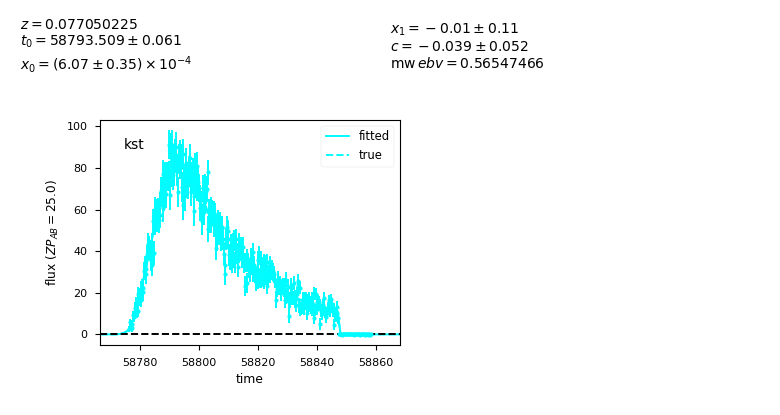 z = 0.077050225
t₀ = 58793.509 ± 0.061
x₀ = (6.07 ± 0.35) × 10⁻⁴
x₁ = −0.01 ± 0.11
c = −0.039 ± 0.052
mw ebv = 0.56547466
kst
fitted
true
flux (ZP_AB = 25.0)
100
80
60
40
20
0
58780 58800 58820 58840 58860
time